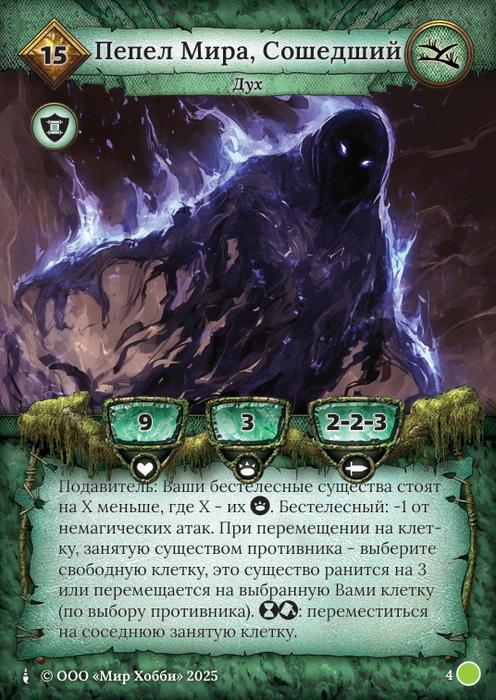 15 Пепел Мира, Сошедший
Дух
9 3 2-2-3
Подавитель: Ваши бестелесные существа стоят
на X меньше, где X - их . Бестелесный: -1 от
немагических атак. При перемещении на клет-
ку, занятую существом противника - выберите
свободную клетку, это существо ранится на 3
или перемещается на выбранную Вами клетку
(по выбору противника). : переместиться
на соседнюю занятую клетку.
© ООО «Мир Хобби» 2025 4